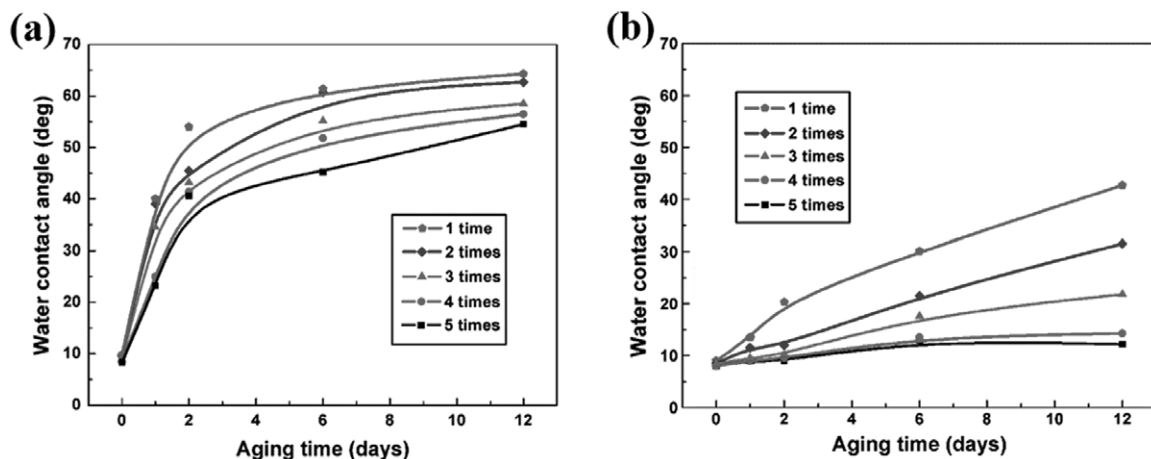 (a)
70
60
50
40
30
20
10
0
Water contact angle (deg)
1 time
2 times
3 times
4 times
5 times
0 2 4 6 8 10 12
Aging time (days)
(b)
70
60
50
40
30
20
10
0
Water contact angle (deg)
1 time
2 times
3 times
4 times
5 times
0 2 4 6 8 10 12
Aging time (days)